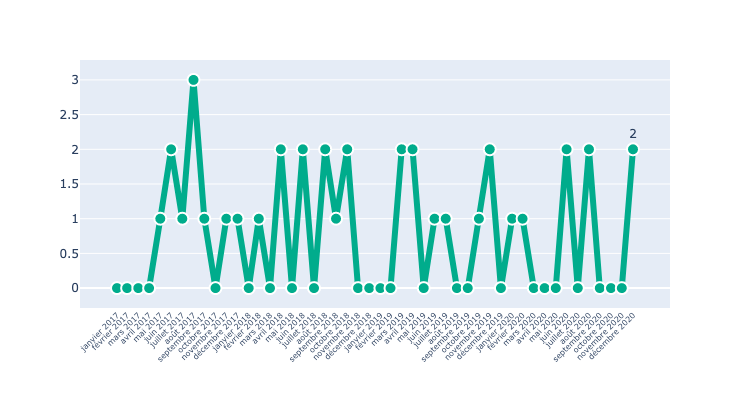 3
2.5
2
1.5
1
0.5
0
2
janvier 2017
février 2017
mars 2017
avril 2017
mai 2017
juin 2017
juillet 2017
août 2017
septembre 2017
octobre 2017
novembre 2017
décembre 2017
janvier 2018
février 2018
mars 2018
avril 2018
mai 2018
juin 2018
juillet 2018
août 2018
septembre 2018
octobre 2018
novembre 2018
décembre 2018
janvier 2019
février 2019
mars 2019
avril 2019
mai 2019
juin 2019
juillet 2019
août 2019
septembre 2019
octobre 2019
novembre 2019
décembre 2019
janvier 2020
février 2020
mars 2020
avril 2020
mai 2020
juin 2020
juillet 2020
août 2020
septembre 2020
octobre 2020
novembre 2020
décembre 2020